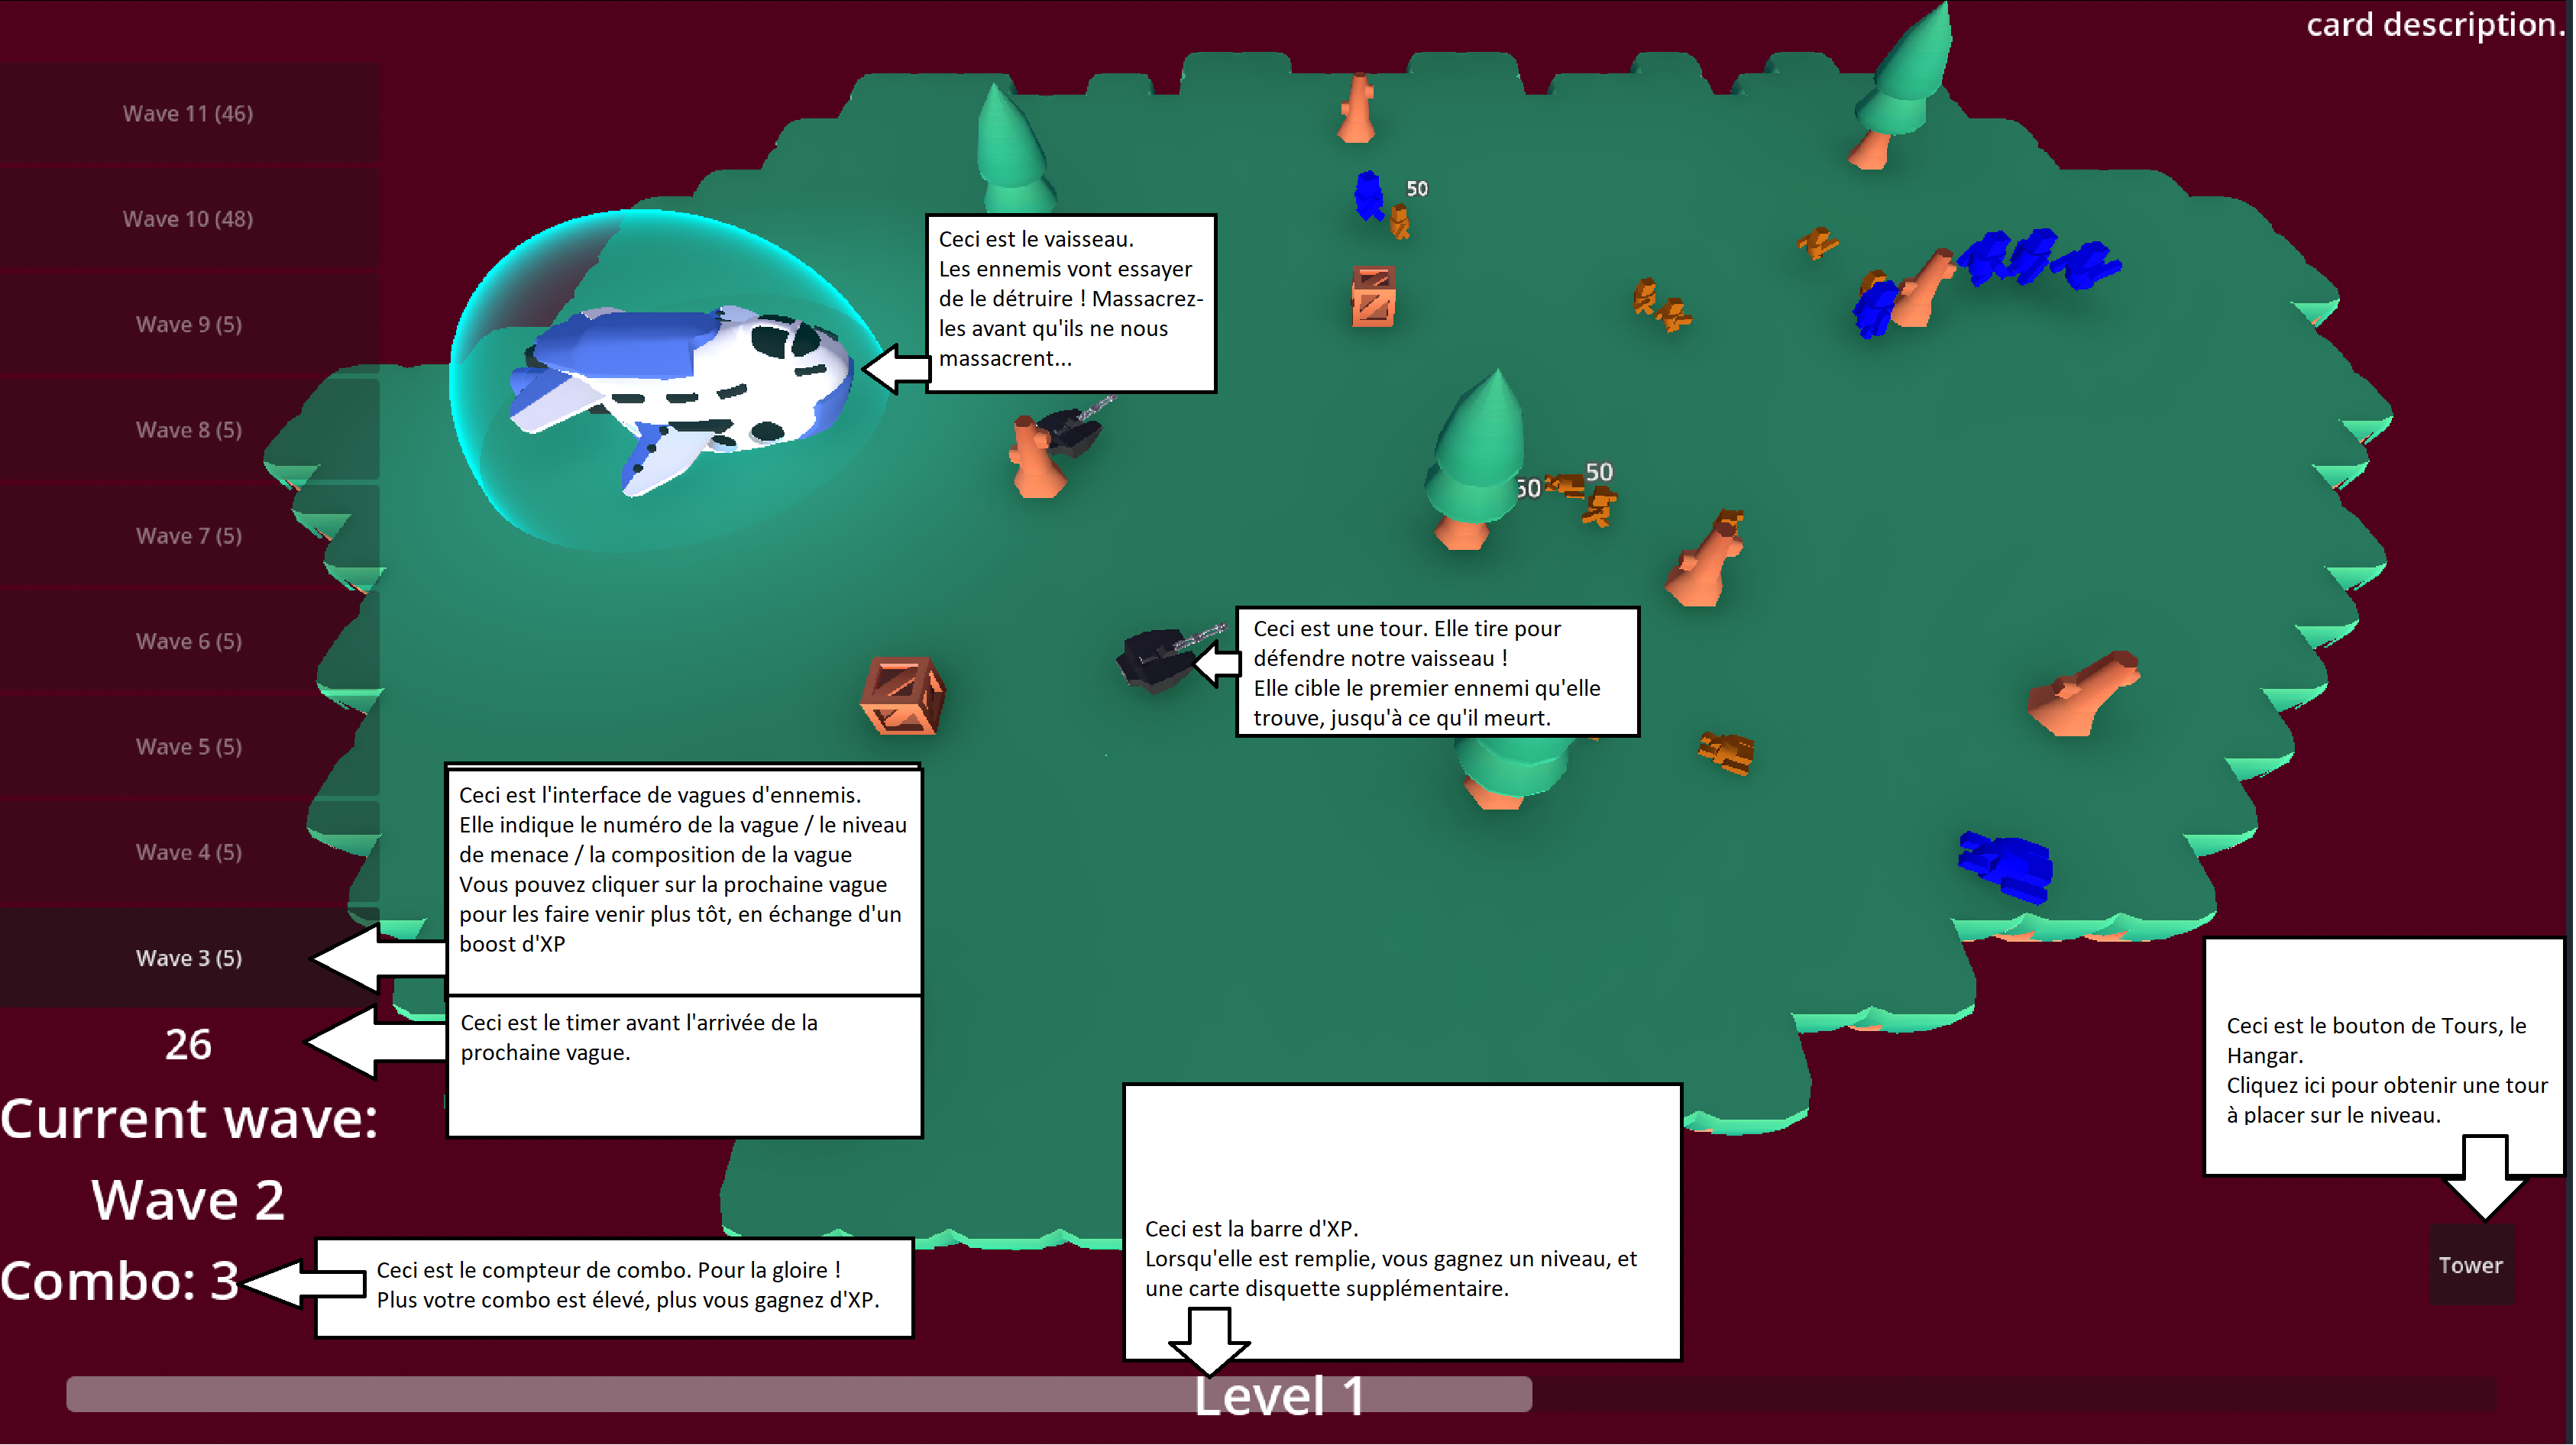 card description.
Wave 11 (46)
Wave 10 (48)
Wave 9 (5)
Wave 8 (5)
Wave 7 (5)
Wave 6 (5)
Wave 5 (5)
Wave 4 (5)
Wave 3 (5)
26
Current wave:
Wave 2
Combo: 3
50
Ceci est le vaisseau.
Les ennemis vont essayer
de le détruire ! Massacrez-
les avant qu'ils ne nous
massacrent...
50
50
Ceci est une tour. Elle tire pour
défendre notre vaisseau !
Elle cible le premier ennemi qu'elle
trouve, jusqu'à ce qu'il meurt.
Ceci est l'interface de vagues d'ennemis.
Elle indique le numéro de la vague / le niveau
de menace / la composition de la vague
Vous pouvez cliquer sur la prochaine vague
pour les faire venir plus tôt, en échange d'un
boost d'XP
Ceci est le timer avant l'arrivée de la
prochaine vague.
Ceci est le compteur de combo. Pour la gloire !
Plus votre combo est élevé, plus vous gagnez d'XP.
Ceci est la barre d'XP.
Lorsqu'elle est remplie, vous gagnez un niveau, et
une carte disquette supplémentaire.
Ceci est le bouton de Tours, le
Hangar.
Cliquez ici pour obtenir une tour
à placer sur le niveau.
Tower
Level 1